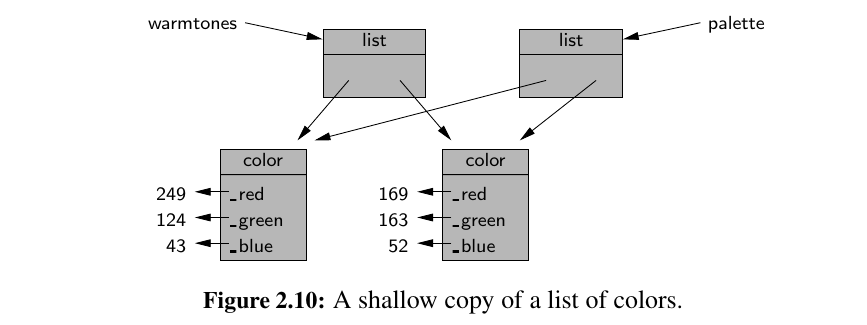 warmtones
palette
list
list
color
color
249 _red
169 _red
124 _green
163 _green
43 _blue
52 _blue
Figure 2.10: A shallow copy of a list of colors.